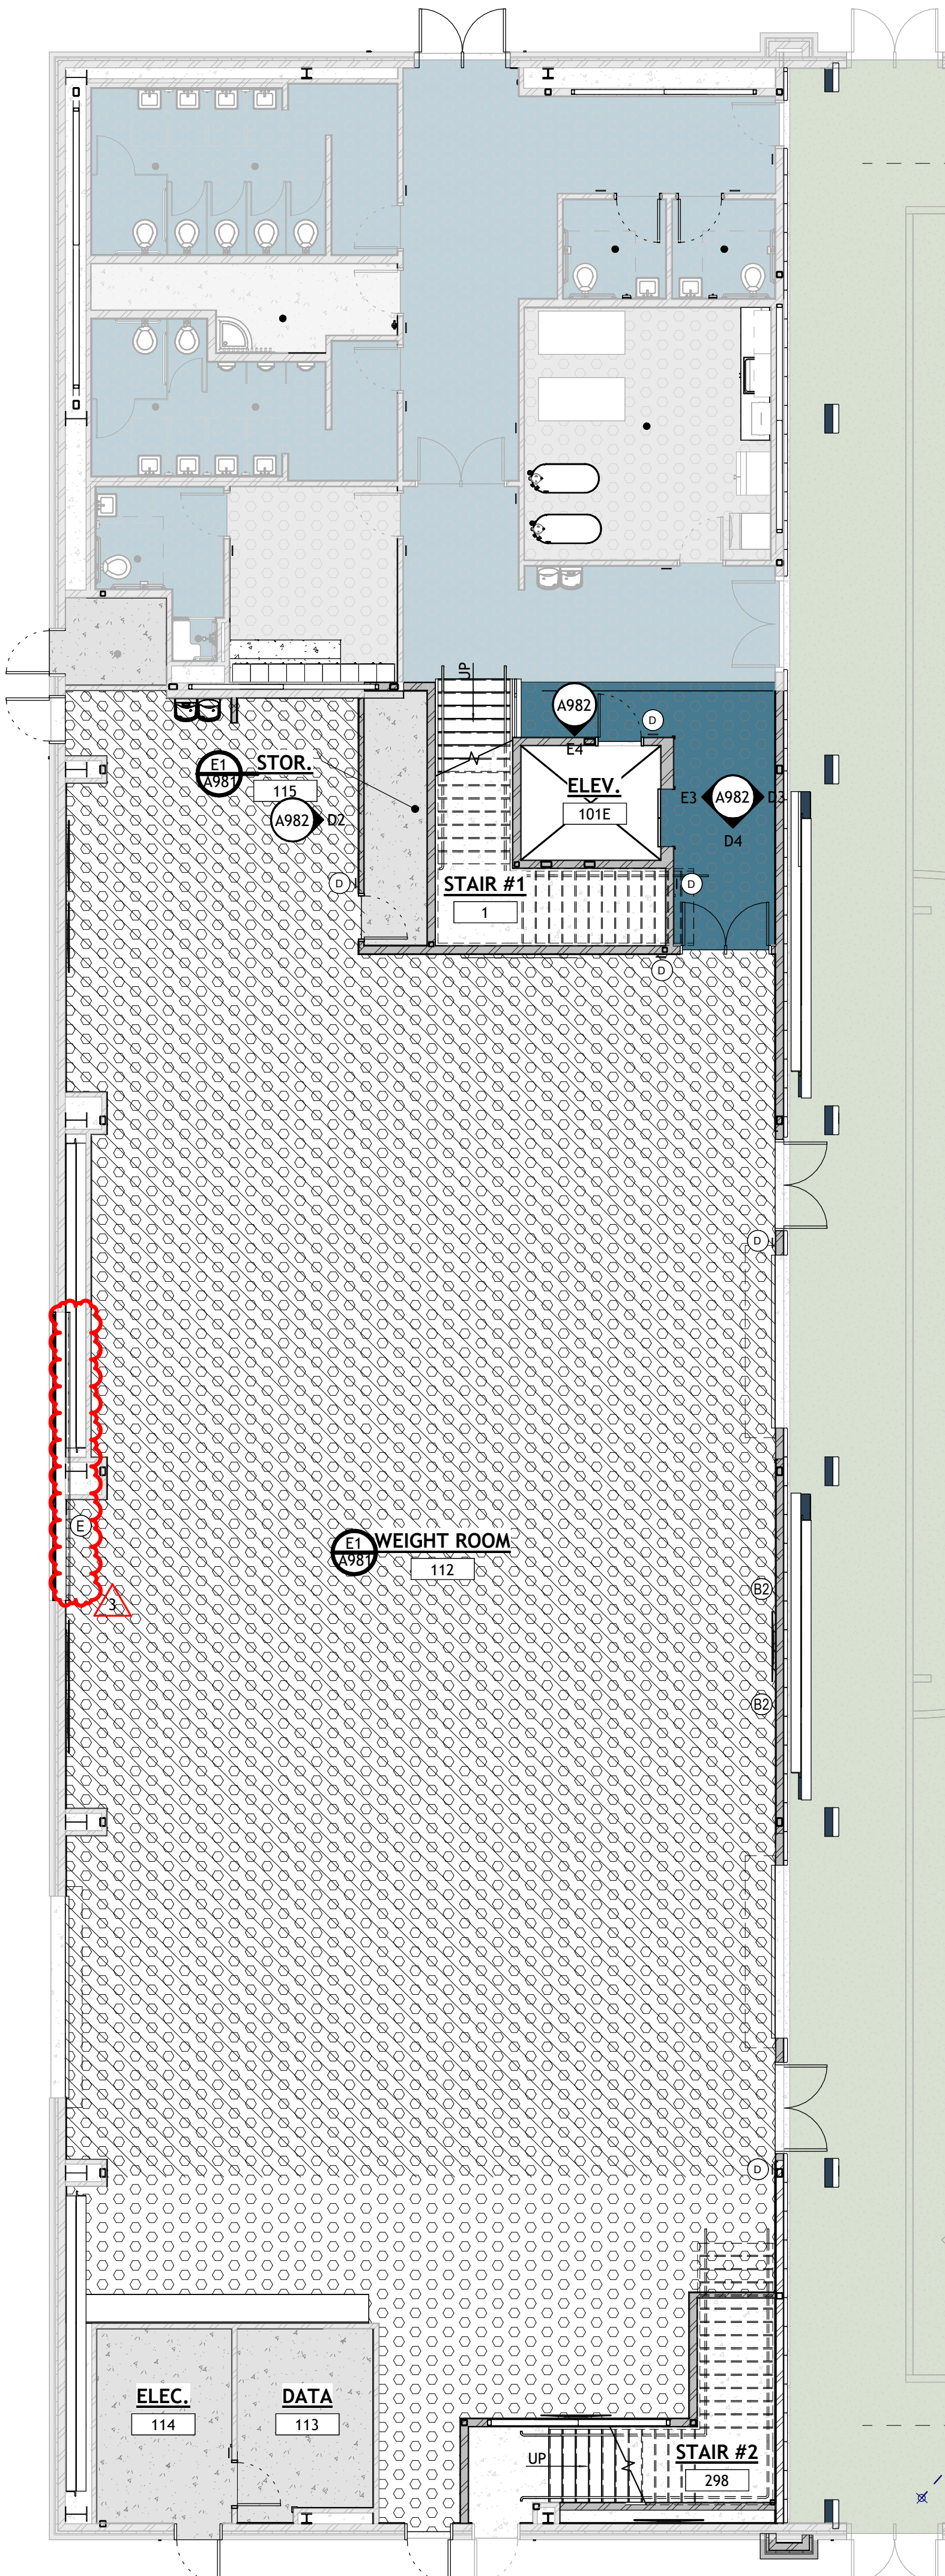 UP
A982
E4
D
E1
A981
STOR.
115
ELEV.
101E
E3
A982
D3
D4
A982
D2
D
D
STAIR #1
1
D
D
E
E1
A981
WEIGHT ROOM
112
B2
3
B2
D
ELEC.
114
DATA
113
UP
STAIR #2
298